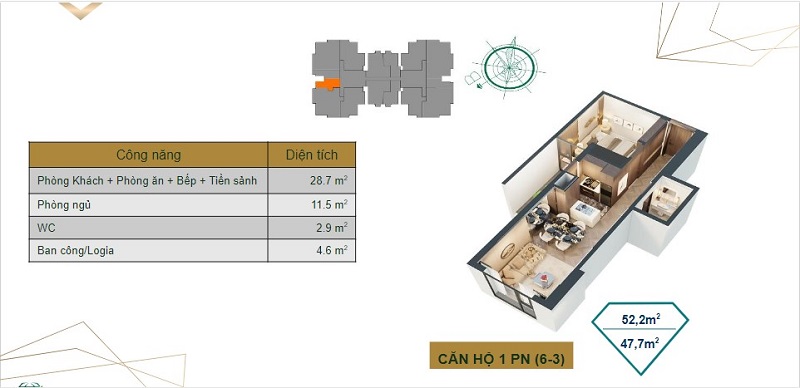 Công năng Diện tích
Phòng Khách + Phòng ăn + Bếp + Tiền sảnh 28.7 m²
Phòng ngủ 11.5 m²
WC 2.9 m²
Ban công/Logia 4.6 m²
52,2m²
47,7m²
CĂN HỘ 1 PN (6-3)